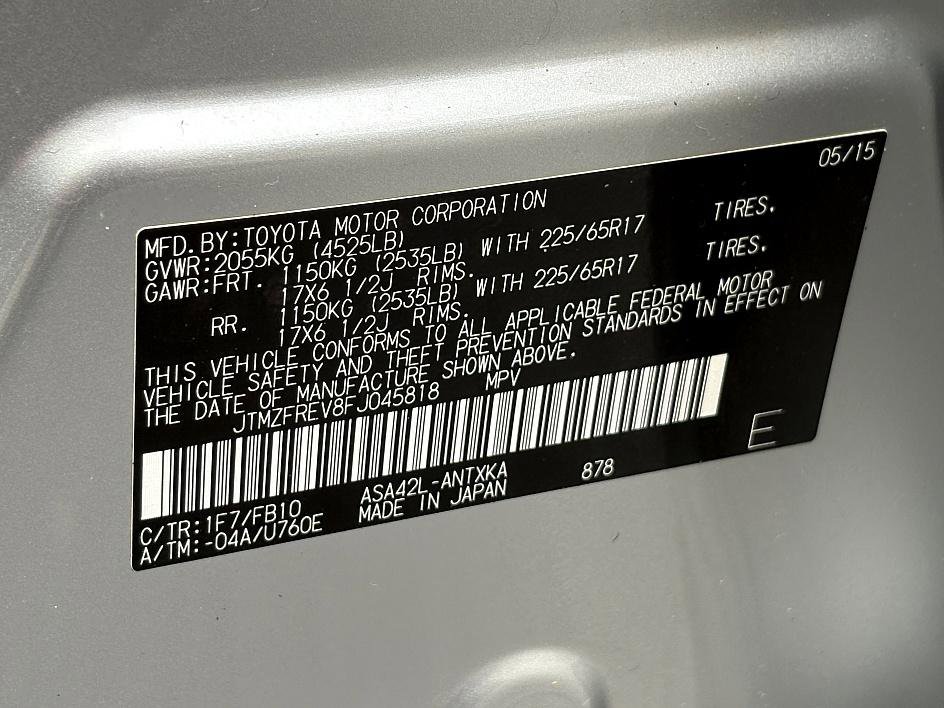 05/15
MFD.BY:TOYOTA MOTOR CORPORATION
GVWR:2055KG (4525LB)
GAWR:FRT. 1150KG (2535LB) WITH 225/65R17 TIRES.
17X6 1/2J RIMS.
RR. 1150KG (2535LB) WITH 225/65R17 TIRES.
17X6 1/2J RIMS.
THIS VEHICLE CONFORMS TO ALL APPLICABLE FEDERAL MOTOR
VEHICLE SAFETY AND THEFT PREVENTION STANDARDS IN EFFECT ON
THE DATE OF MANUFACTURE SHOWN ABOVE.
JTMZFREV8FJ045818 MPV
E
C/TR:1F7/FB10 ASA42L-ANTXKA 878
A/TM:-04A/U760E MADE IN JAPAN